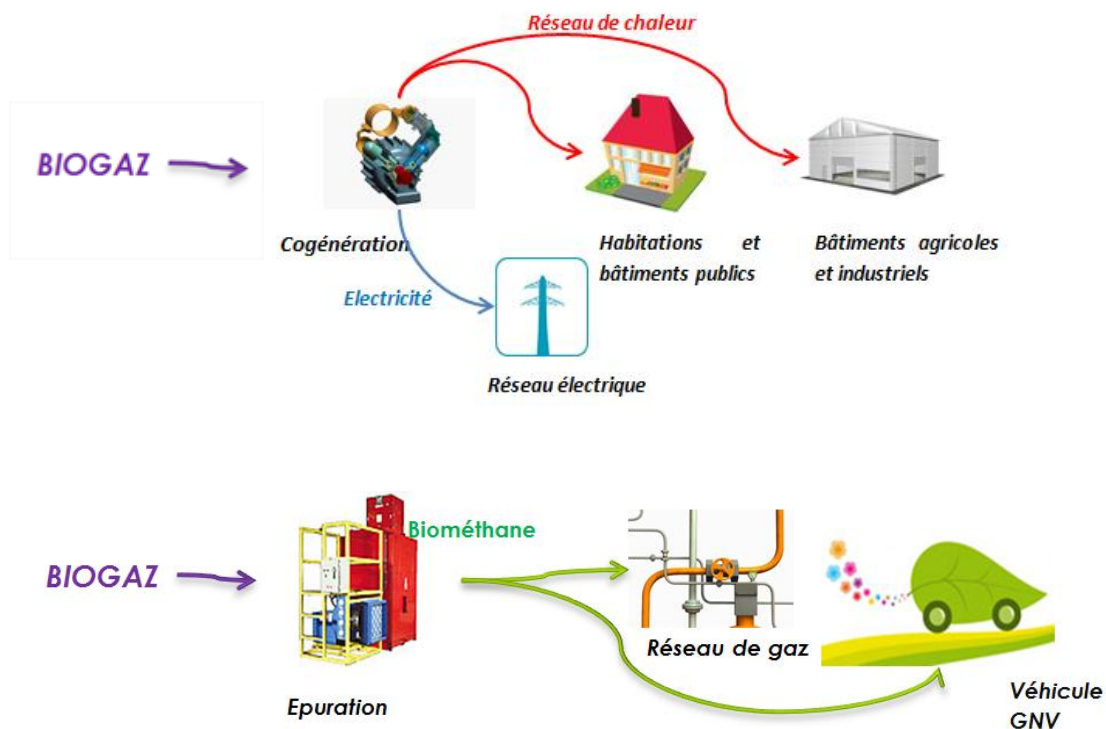 Réseau de chaleur
BIOGAZ
Cogénération
Habitations et
bâtiments publics
Bâtiments agricoles
et industriels
Electricité
Réseau électrique
Biométhane
BIOGAZ
Réseau de gaz
Epuration
Véhicule
GNV